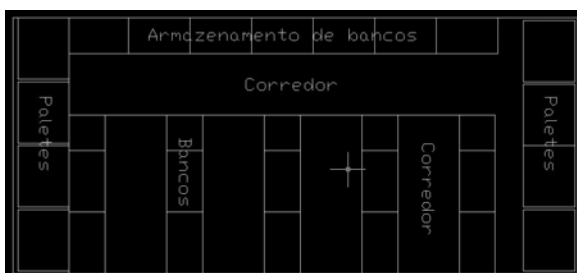 Armazenamento de bancos
Corredor
Paletes
Bancos
Corredor
Paletes